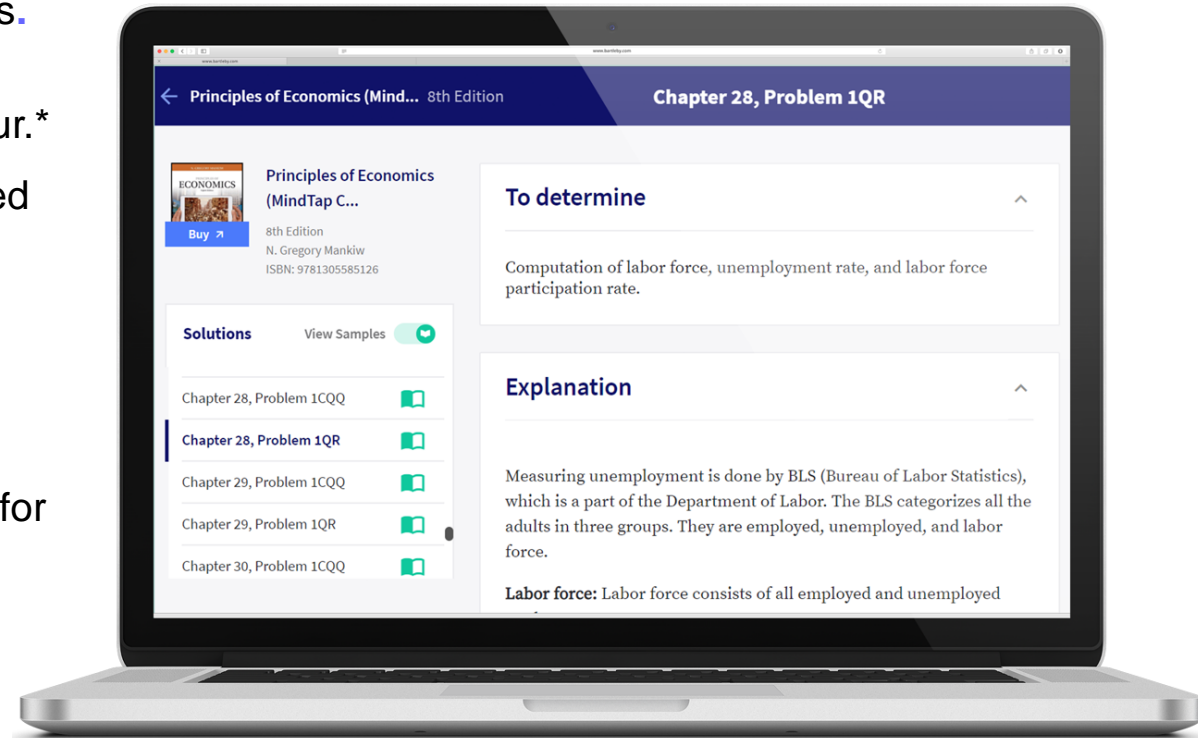 s.
ur.*
ed
for
www.bartleby.com
www.bartleby.com
Principles of Economics (Mind... 8th Edition
Chapter 28, Problem 1QR
ECONOMICS
Buy
Principles of Economics
(MindTap C...
8th Edition
N. Gregory Mankiw
ISBN: 9781305585126
Solutions
View Samples
Chapter 28, Problem 1CQQ
Chapter 28, Problem 1QR
Chapter 29, Problem 1CQQ
Chapter 29, Problem 1QR
Chapter 30, Problem 1CQQ
To determine
Computation of labor force, unemployment rate, and labor force
participation rate.
Explanation
Measuring unemployment is done by BLS (Bureau of Labor Statistics),
which is a part of the Department of Labor. The BLS categorizes all the
adults in three groups. They are employed, unemployed, and labor
force.
Labor force: Labor force consists of all employed and unemployed